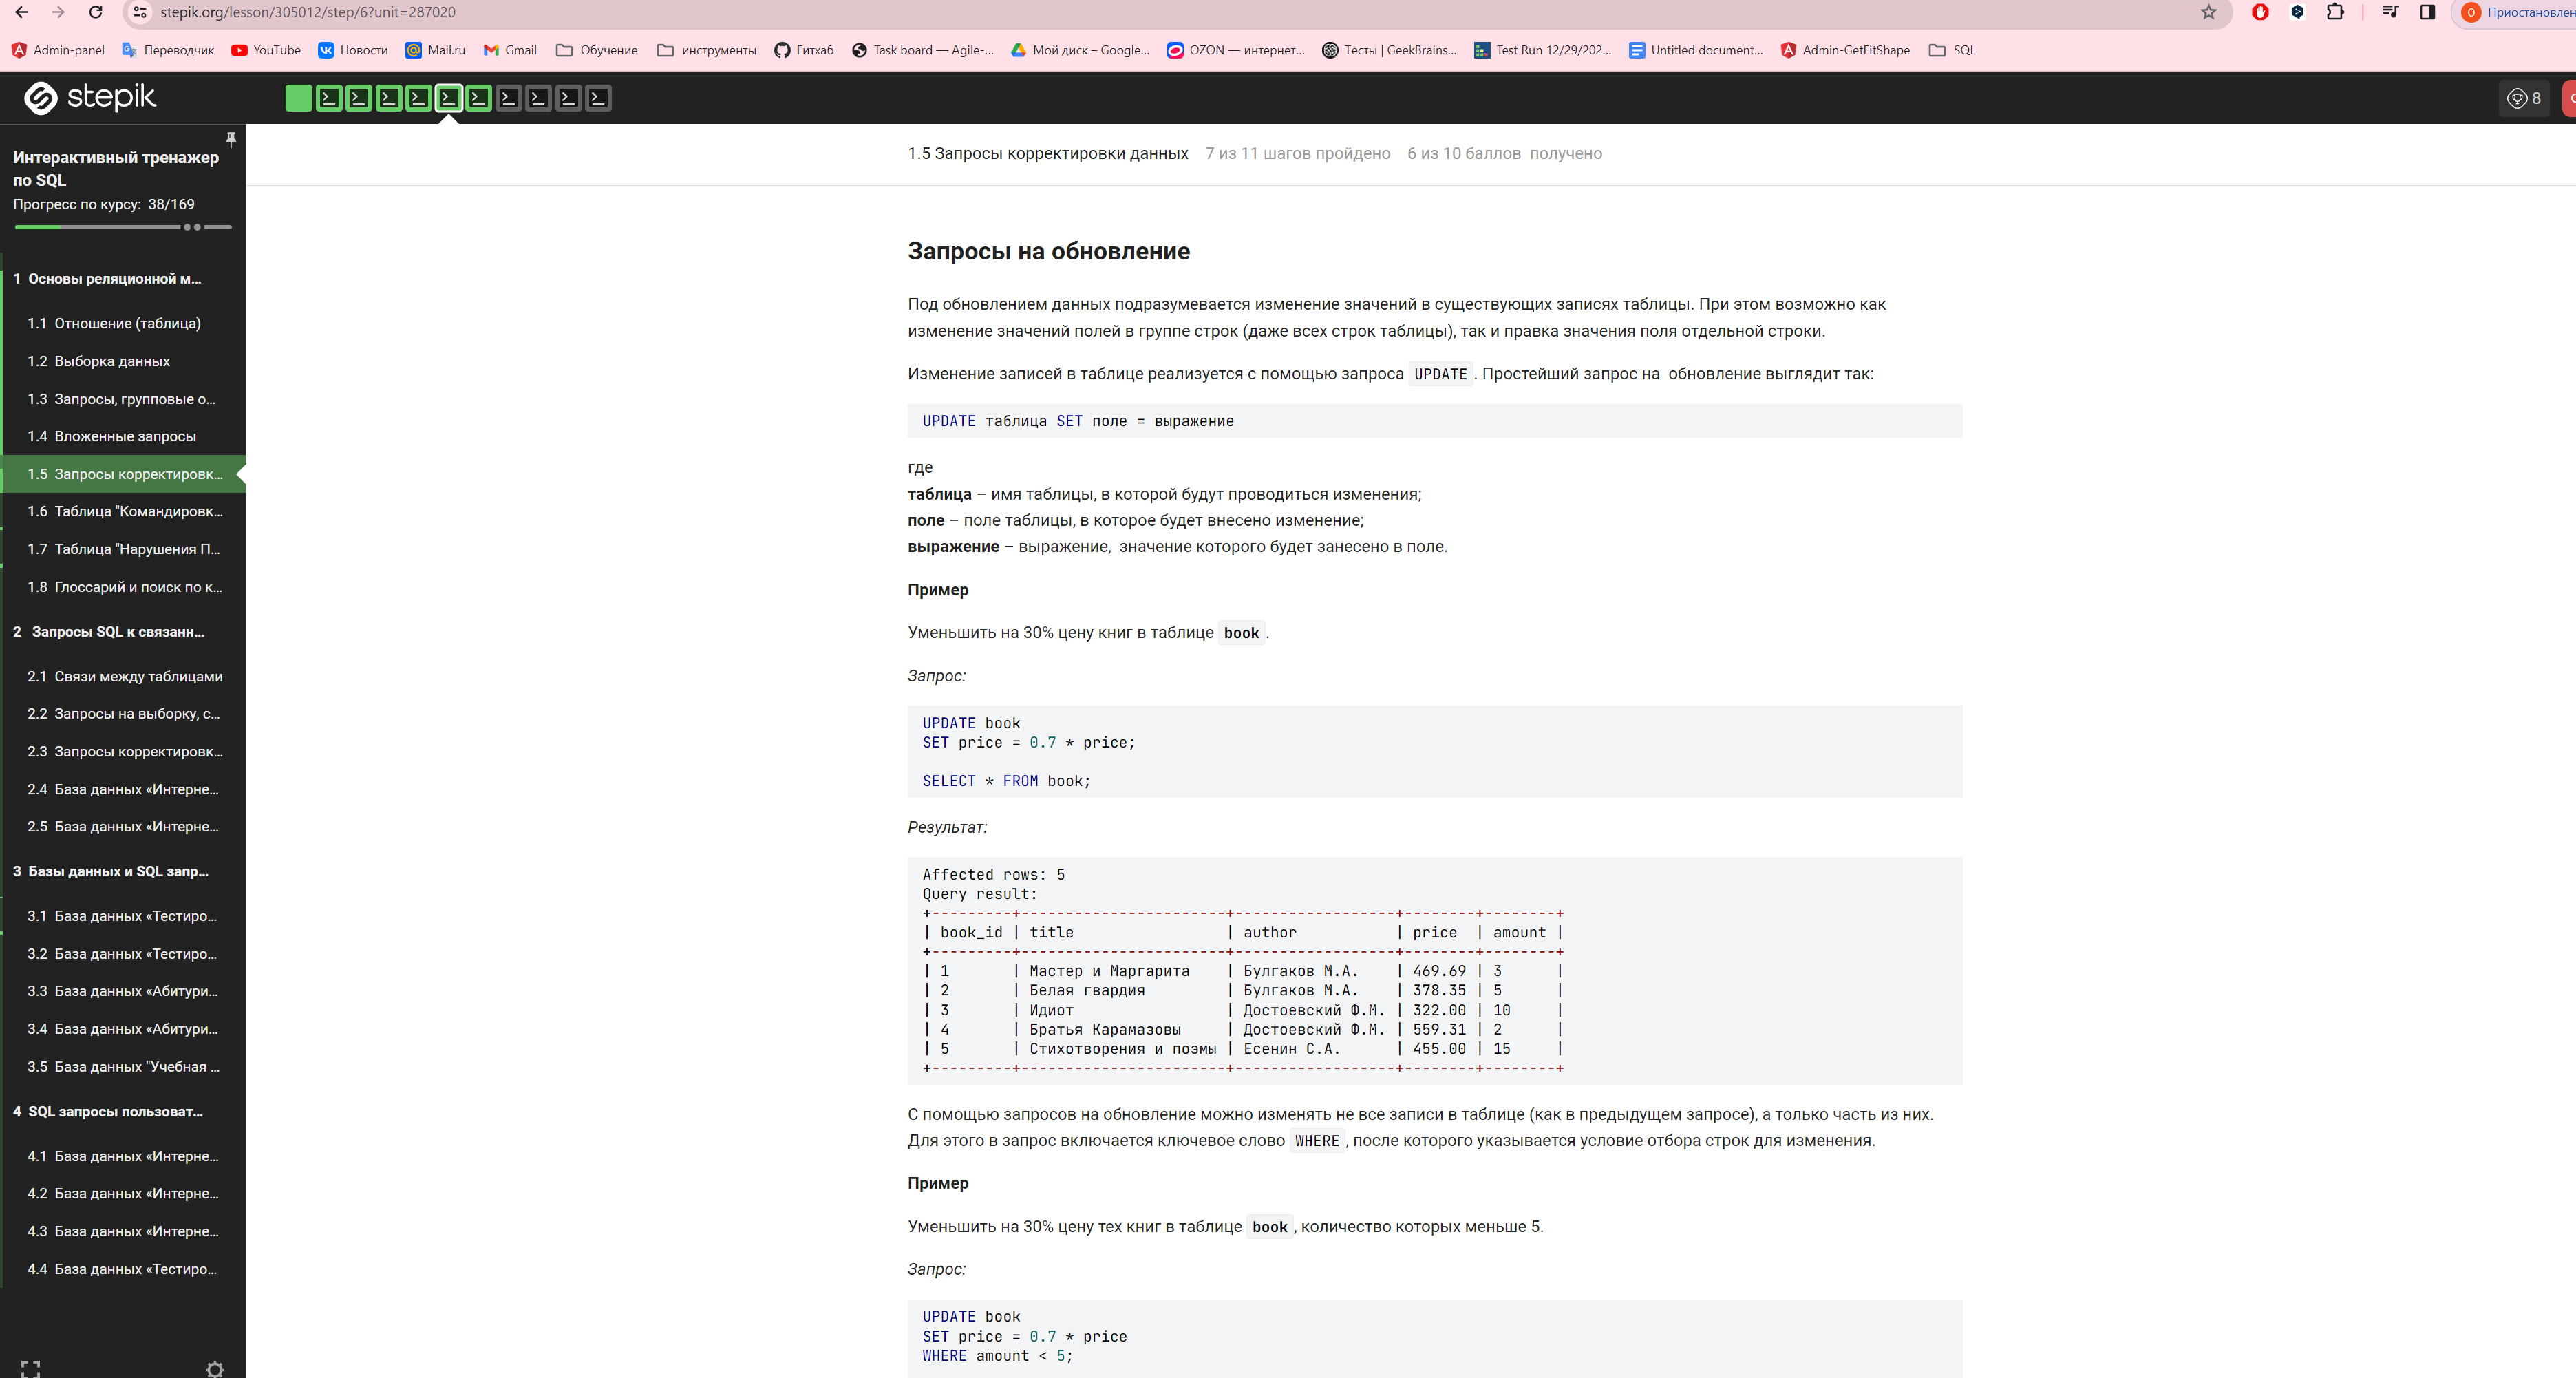 stepik.org/lesson/305012/step/6?unit=287020
О Приостановлен
Admin-panel Переводчик YouTube Новости Mail.ru Gmail Обучение инструменты Гитхаб Task board — Agile-... Мой диск – Google... OZON — интернет... Тесты | GeekBrains... Test Run 12/29/202... Untitled document... Admin-GetFitShape SQL
stepik
8
Интерактивный тренажер
по SQL
Прогресс по курсу: 38/169
1 Основы реляционной м...
1.1 Отношение (таблица)
1.2 Выборка данных
1.3 Запросы, групповые о...
1.4 Вложенные запросы
1.5 Запросы корректировк...
1.6 Таблица "Командировк...
1.7 Таблица "Нарушения П...
1.8 Глоссарий и поиск по к...
2 Запросы SQL к связанн...
2.1 Связи между таблицами
2.2 Запросы на выборку, с...
2.3 Запросы корректировк...
2.4 База данных «Интерне...
2.5 База данных «Интерне...
3 Базы данных и SQL запр...
3.1 База данных «Тестиро...
3.2 База данных «Тестиро...
3.3 База данных «Абитури...
3.4 База данных «Абитури...
3.5 База данных "Учебная ...
4 SQL запросы пользоват...
4.1 База данных «Интерне...
4.2 База данных «Интерне...
4.3 База данных «Интерне...
4.4 База данных «Тестиро...
1.5 Запросы корректировки данных 7 из 11 шагов пройдено 6 из 10 баллов получено
Запросы на обновление
Под обновлением данных подразумевается изменение значений в существующих записях таблицы. При этом возможно как
изменение значений полей в группе строк (даже всех строк таблицы), так и правка значения поля отдельной строки.
Изменение записей в таблице реализуется с помощью запроса UPDATE . Простейший запрос на обновление выглядит так:
UPDATE таблица SET поле = выражение
где
таблица – имя таблицы, в которой будут проводиться изменения;
поле – поле таблицы, в которое будет внесено изменение;
выражение – выражение, значение которого будет занесено в поле.
Пример
Уменьшить на 30% цену книг в таблице book .
Запрос:
UPDATE book
SET price = 0.7 * price;
SELECT * FROM book;
Результат:
Affected rows: 5
Query result:
+---------+-----------------------+------------------+--------+--------+
| book_id | title                 | author           | price  | amount |
+---------+-----------------------+------------------+--------+--------+
| 1       | Мастер и Маргарита    | Булгаков М.А.    | 469.69 | 3      |
| 2       | Белая гвардия         | Булгаков М.А.    | 378.35 | 5      |
| 3       | Идиот                 | Достоевский Ф.М. | 322.00 | 10     |
| 4       | Братья Карамазовы     | Достоевский Ф.М. | 559.31 | 2      |
| 5       | Стихотворения и поэмы | Есенин С.А.      | 455.00 | 15     |
+---------+-----------------------+------------------+--------+--------+
С помощью запросов на обновление можно изменять не все записи в таблице (как в предыдущем запросе), а только часть из них.
Для этого в запрос включается ключевое слово WHERE , после которого указывается условие отбора строк для изменения.
Пример
Уменьшить на 30% цену тех книг в таблице book , количество которых меньше 5.
Запрос:
UPDATE book
SET price = 0.7 * price
WHERE amount < 5;